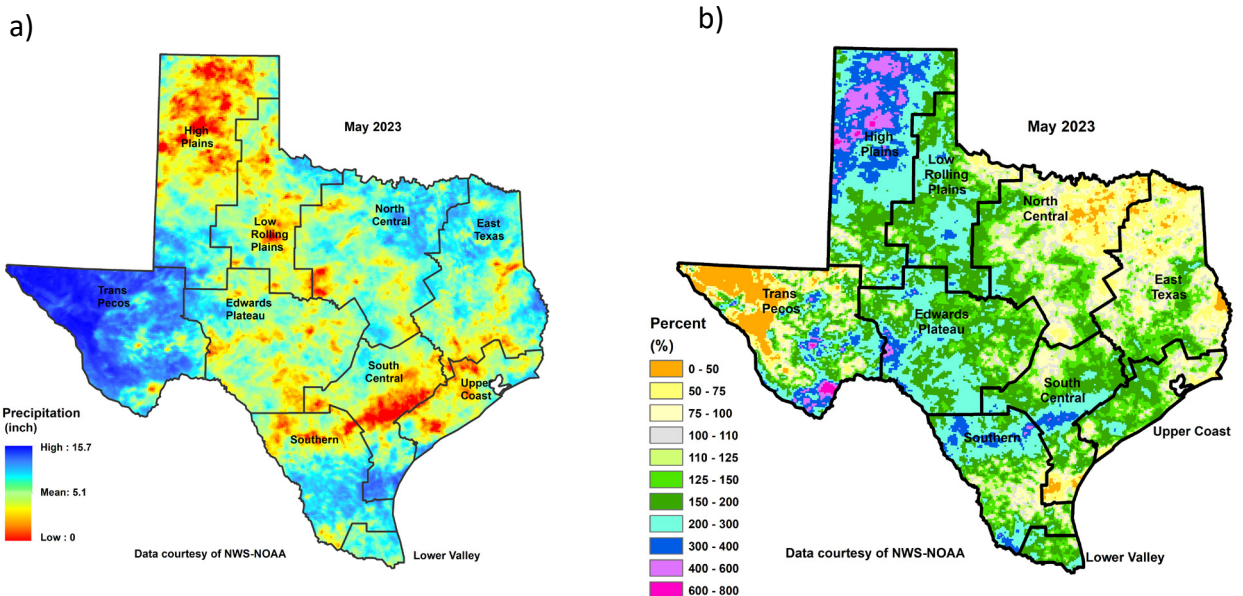 a)
May 2023
High
Plains
Low
Rolling
Plains
North
Central
East
Texas
Trans
Pecos
Edwards
Plateau
South
Central
Upper
Coast
Southern
Lower Valley
Precipitation
(inch)
High : 15.7
Mean: 5.1
Low : 0
Data courtesy of NWS-NOAA
b)
May 2023
High
Plains
Low
Rolling
Plains
North
Central
East
Texas
Trans
Pecos
Edwards
Plateau
South
Central
Upper Coast
Southern
Lower Valley
Percent
(%)
0 - 50
50 - 75
75 - 100
100 - 110
110 - 125
125 - 150
150 - 200
200 - 300
300 - 400
400 - 600
600 - 800
Data courtesy of NWS-NOAA